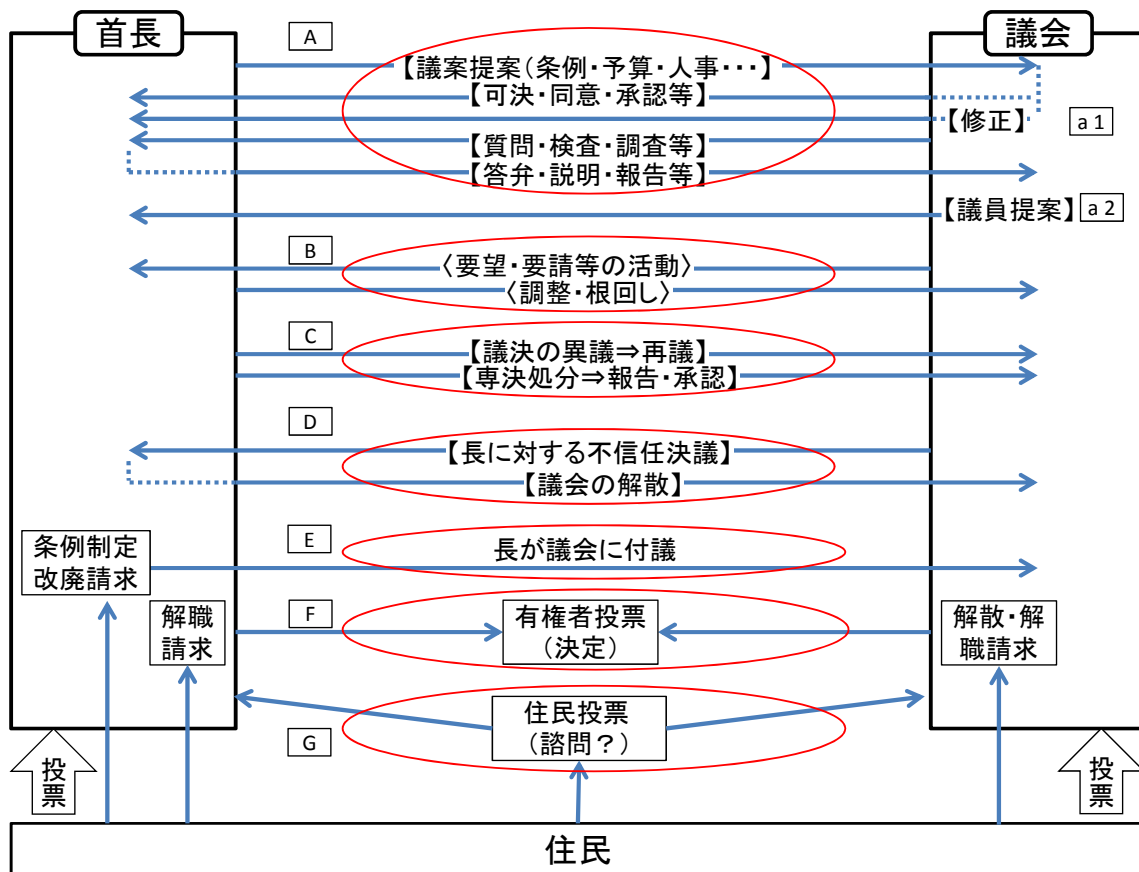 首長
議会
A
【議案提案(条例・予算・人事・・・】
【可決・同意・承認等】
【修正】
a 1
【質問・検査・調査等】
【答弁・説明・報告等】
【議員提案】
a 2
B
〈要望・要請等の活動〉
〈調整・根回し〉
C
【議決の異議⇒再議】
【専決処分⇒報告・承認】
D
【長に対する不信任決議】
【議会の解散】
E
条例制定
改廃請求
長が議会に付議
F
解職
請求
有権者投票
(決定)
解散・解
職請求
G
住民投票
(諮問?)
投票
投票
住民